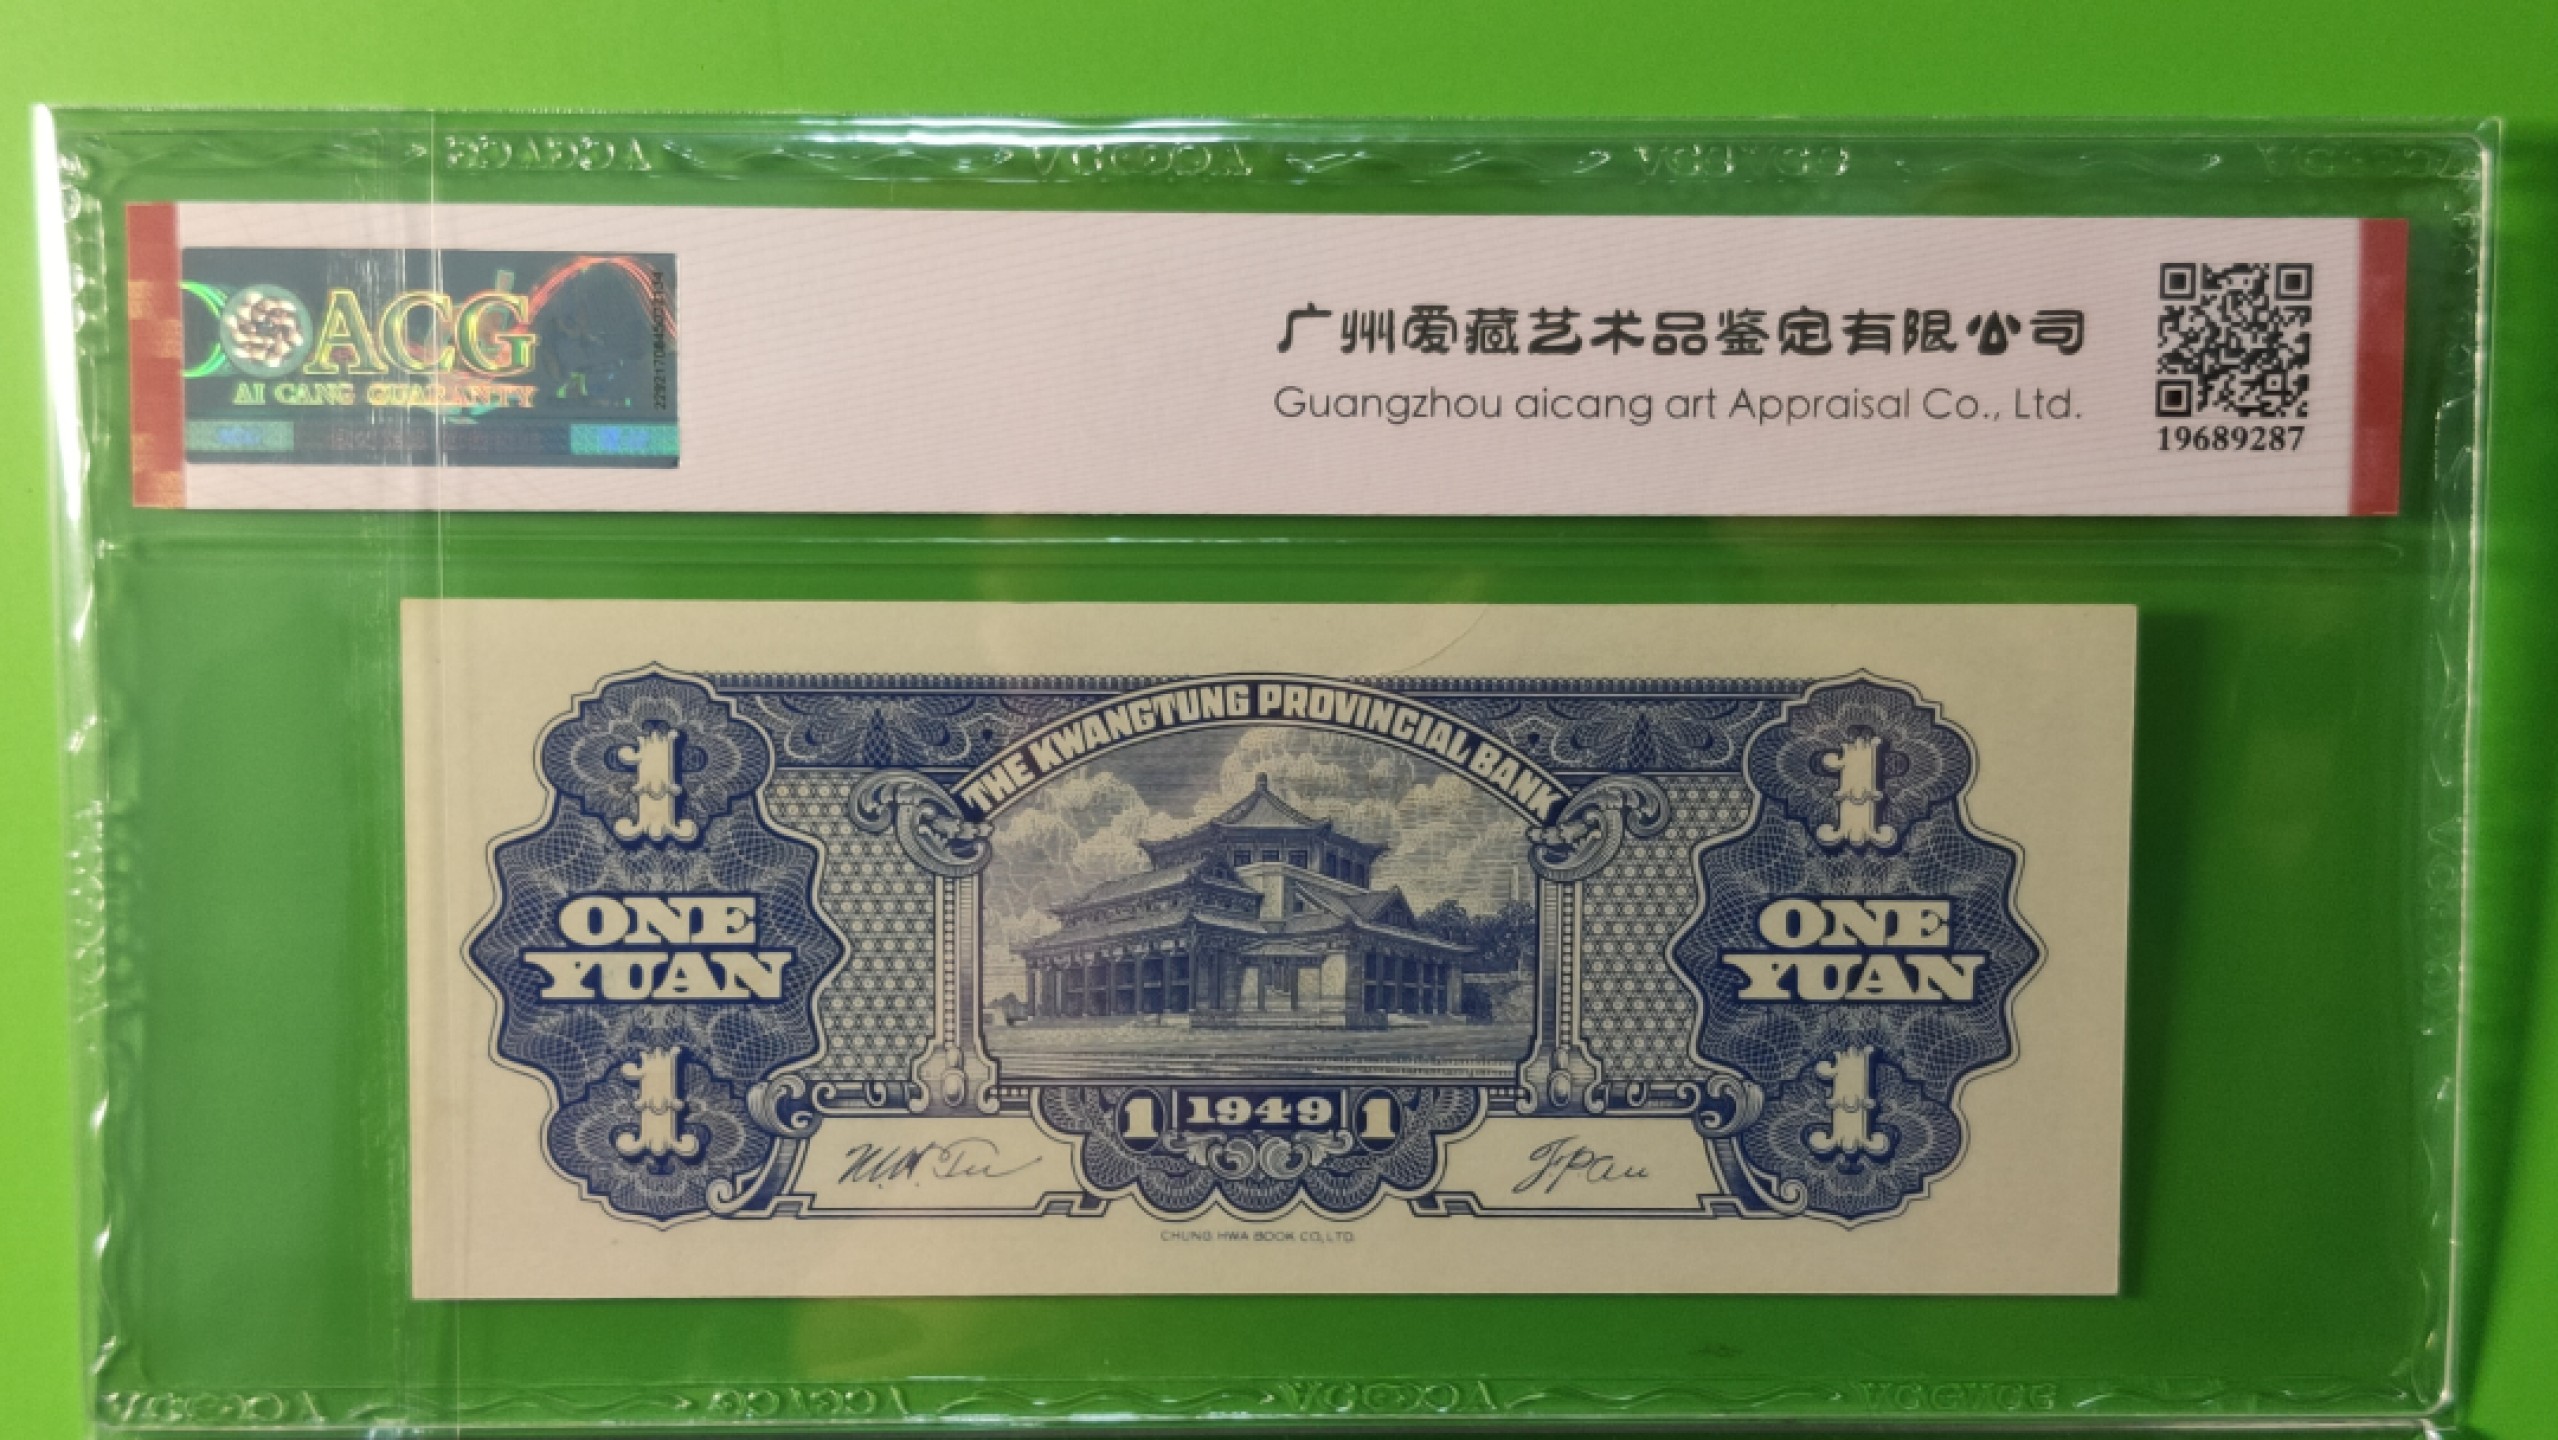 ACG
AI CANG GUARANTY
广州爱藏艺术品鉴定有限公司
Guangzhou aicang art Appraisal Co., Ltd.
19689287
THE KWANGTUNG PROVINCIAL BANK
1
1
ONE
YUAN
ONE
YUAN
1
1
1 1949 1
CHUNG HWA BOOK CO., LTD.